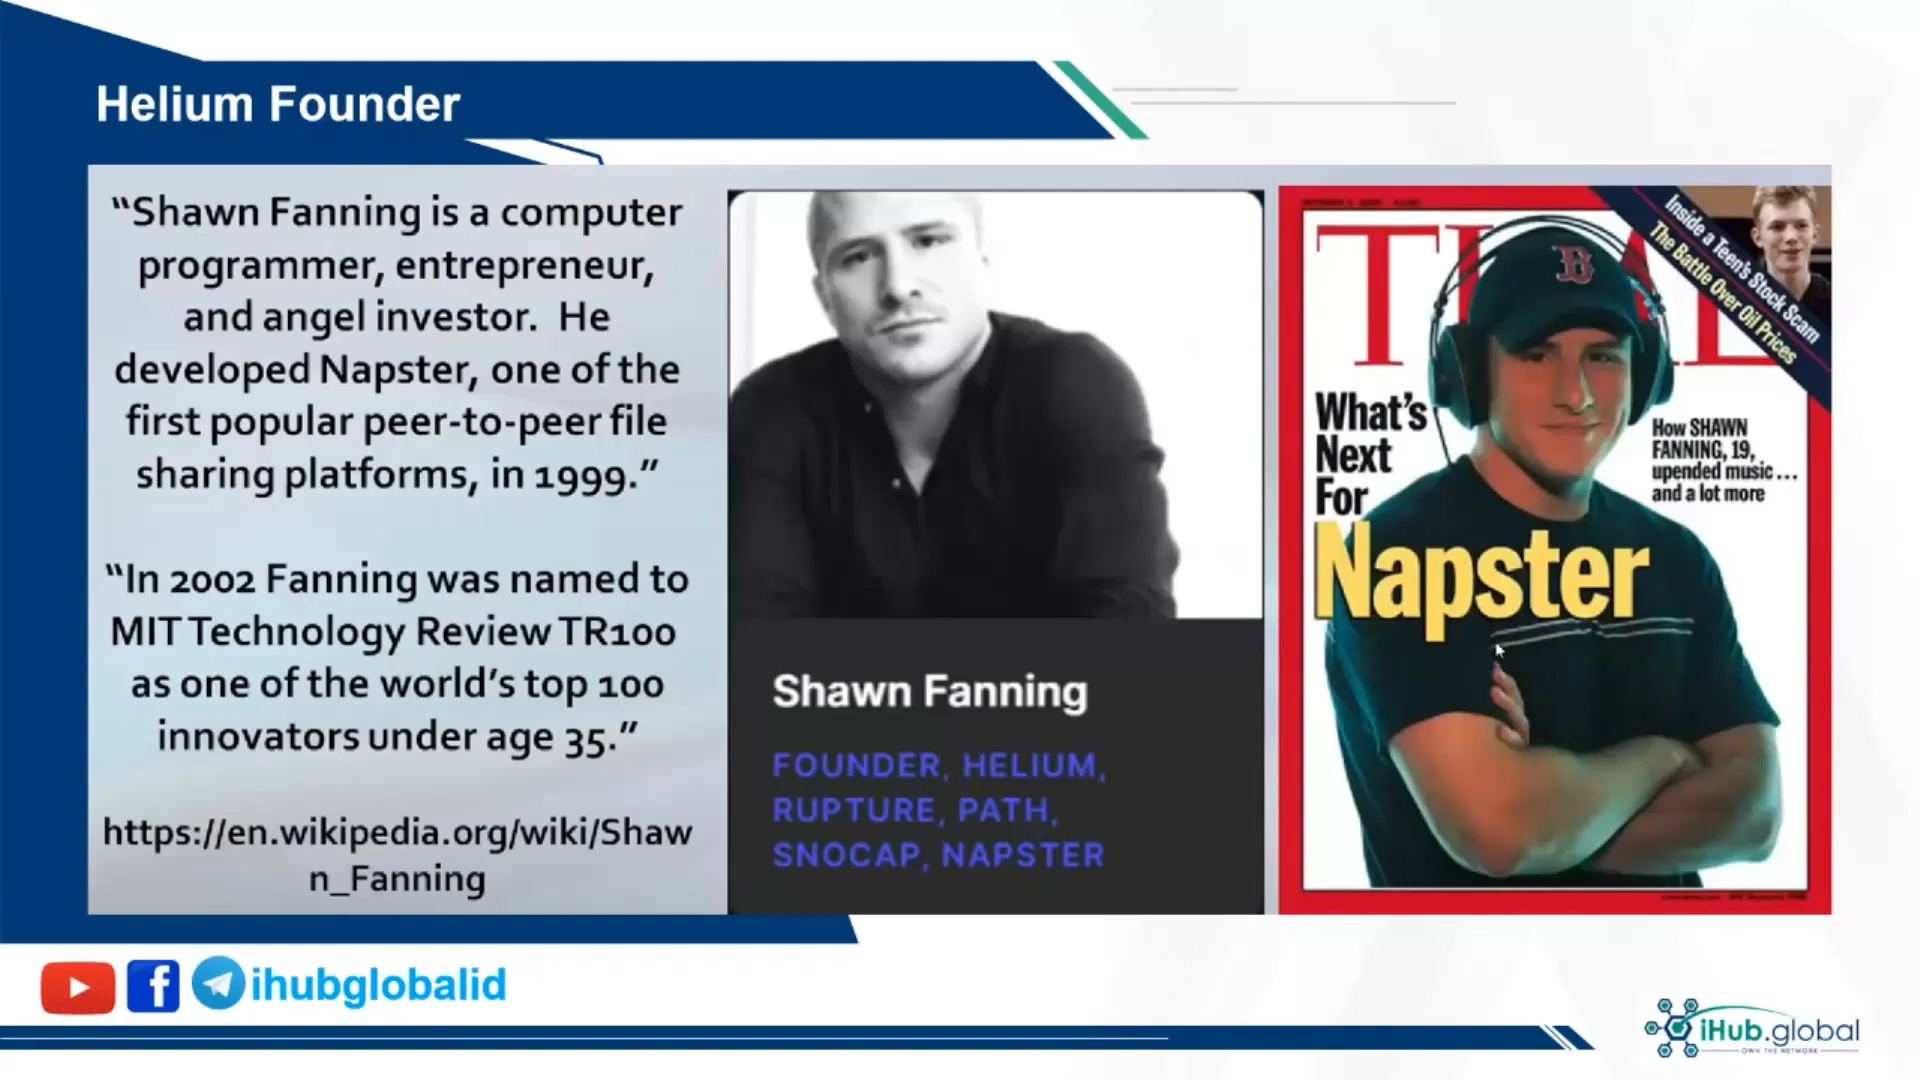 Helium Founder
“Shawn Fanning is a computer
programmer, entrepreneur,
and angel investor. He
developed Napster, one of the
first popular peer-to-peer file
sharing platforms, in 1999.”
“In 2002 Fanning was named to
MIT Technology Review TR100
as one of the world’s top 100
innovators under age 35.”
https://en.wikipedia.org/wiki/Shaw
n_Fanning
Shawn Fanning
FOUNDER, HELIUM,
RUPTURE, PATH,
SNOCAP, NAPSTER
Inside a Teen's Stock Scam
The Battle Over Oil Prices
B
What's
Next
For
Napster
How SHAWN
FANNING, 19,
upended music...
and a lot more
ihubglobalid
iHub.global
OWN THE NETWORK